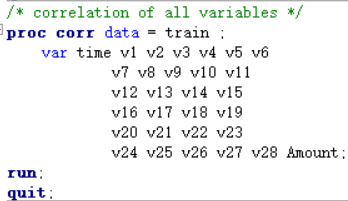 /* correlation of all variables */
proc corr data = train ;
var time v1 v2 v3 v4 v5 v6
v7 v8 v9 v10 v11
v12 v13 v14 v15
v16 v17 v18 v19
v20 v21 v22 v23
v24 v25 v26 v27 v28 Amount;
run;
quit;